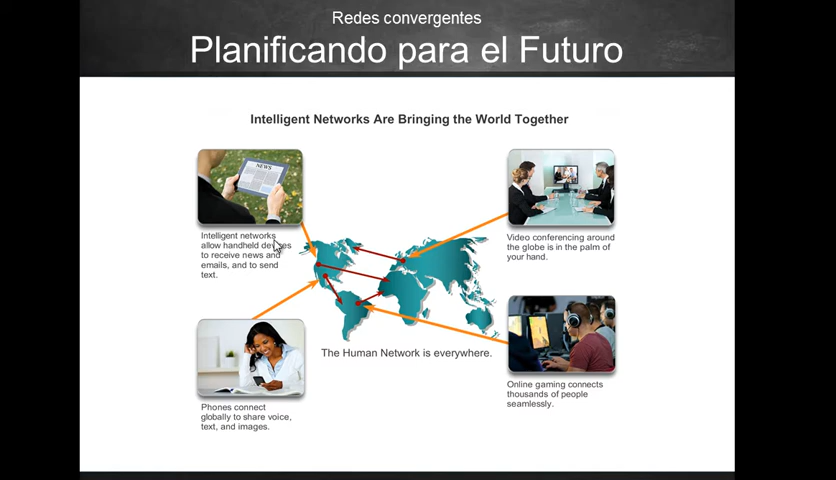 Redes convergentes
Planificando para el Futuro
Intelligent Networks Are Bringing the World Together
NEWS
Intelligent networks
allow handheld devices
to receive news and
emails, and to send
text.
Video conferencing around
the globe is in the palm of
your hand.
The Human Network is everywhere.
Phones connect
globally to share voice,
text, and images.
Online gaming connects
thousands of people
seamlessly.